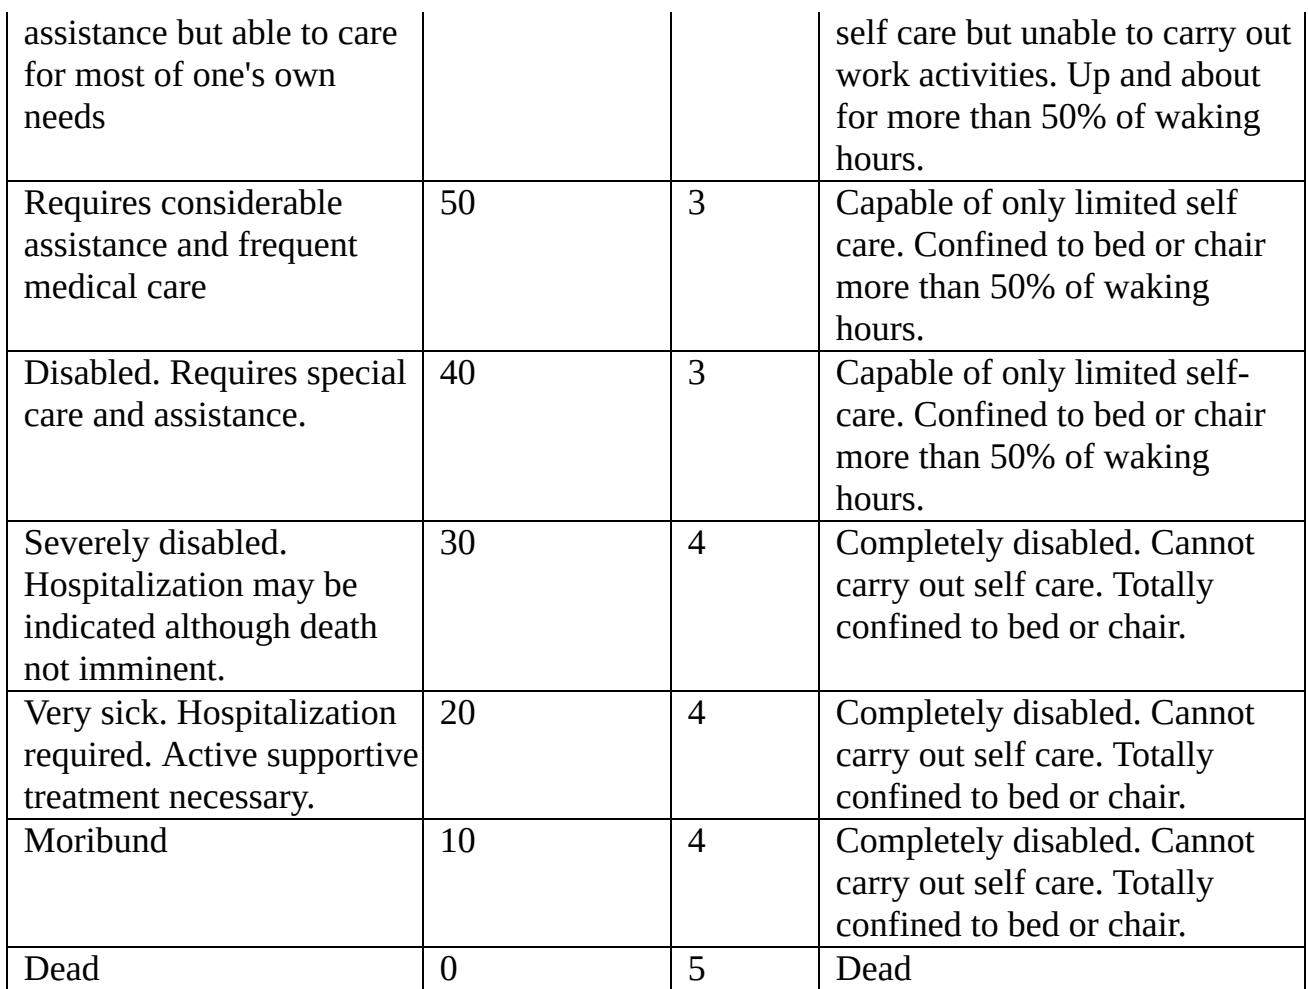 assistance but able to care
for most of one's own
needs
self care but unable to carry out
work activities. Up and about
for more than 50% of waking
hours.
Requires considerable
assistance and frequent
medical care
50
3
Capable of only limited self
care. Confined to bed or chair
more than 50% of waking
hours.
Disabled. Requires special
care and assistance.
40
3
Capable of only limited self-
care. Confined to bed or chair
more than 50% of waking
hours.
Severely disabled.
Hospitalization may be
indicated although death
not imminent.
30
4
Completely disabled. Cannot
carry out self care. Totally
confined to bed or chair.
Very sick. Hospitalization
required. Active supportive
treatment necessary.
20
4
Completely disabled. Cannot
carry out self care. Totally
confined to bed or chair.
Moribund
10
4
Completely disabled. Cannot
carry out self care. Totally
confined to bed or chair.
Dead
0
5
Dead